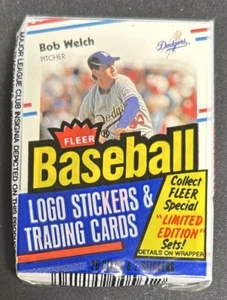 Bob Welch
PITCHER
Dodgers
MAJOR LEAGUE CLUB INSIGNIA DEPICTED ON THIS
FLEER
Baseball
LOGO STICKERS &
TRADING CARDS
Collect
FLEER
Special
"LIMITED
EDITION"
Sets!
DETAILS ON WRAPPER